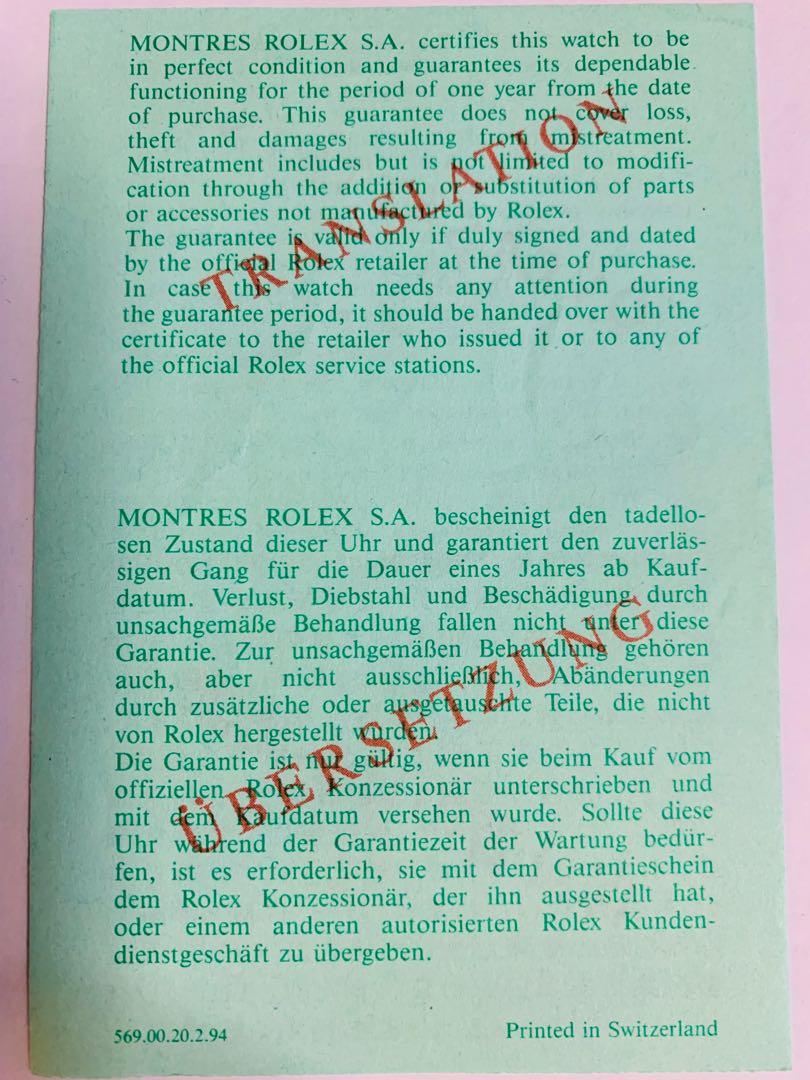 MONTRES ROLEX S.A. certifies this watch to be
in perfect condition and guarantees its dependable
functioning for the period of one year from the date
of purchase. This guarantee does not cover loss,
theft and damages resulting from mistreatment.
Mistreatment includes but is not limited to modifi-
cation through the addition or substitution of parts
or accessories not manufactured by Rolex.
The guarantee is valid only if duly signed and dated
by the official Rolex retailer at the time of purchase.
In case this watch needs any attention during
the guarantee period, it should be handed over with the
certificate to the retailer who issued it or to any of
the official Rolex service stations.
TRANSLATION
MONTRES ROLEX S.A. bescheinigt den tadello-
sen Zustand dieser Uhr und garantiert den zuverläs-
sigen Gang für die Dauer eines Jahres ab Kauf-
datum. Verlust, Diebstahl und Beschädigung durch
unsachgemäße Behandlung fallen nicht unter diese
Garantie. Zur unsachgemäßen Behandlung gehören
auch, aber nicht ausschließlich, Abänderungen
durch zusätzliche oder ausgetauschte Teile, die nicht
von Rolex hergestellt wurden.
Die Garantie ist nur gültig, wenn sie beim Kauf vom
offiziellen Rolex Konzessionär unterschrieben und
mit dem Kaufdatum versehen wurde. Sollte diese
Uhr während der Garantiezeit der Wartung bedür-
fen, ist es erforderlich, sie mit dem Garantieschein
dem Rolex Konzessionär, der ihn ausgestellt hat,
oder einem anderen autorisierten Rolex Kunden-
dienstgeschäft zu übergeben.
ÜBERSETZUNG
569.00.20.2.94
Printed in Switzerland